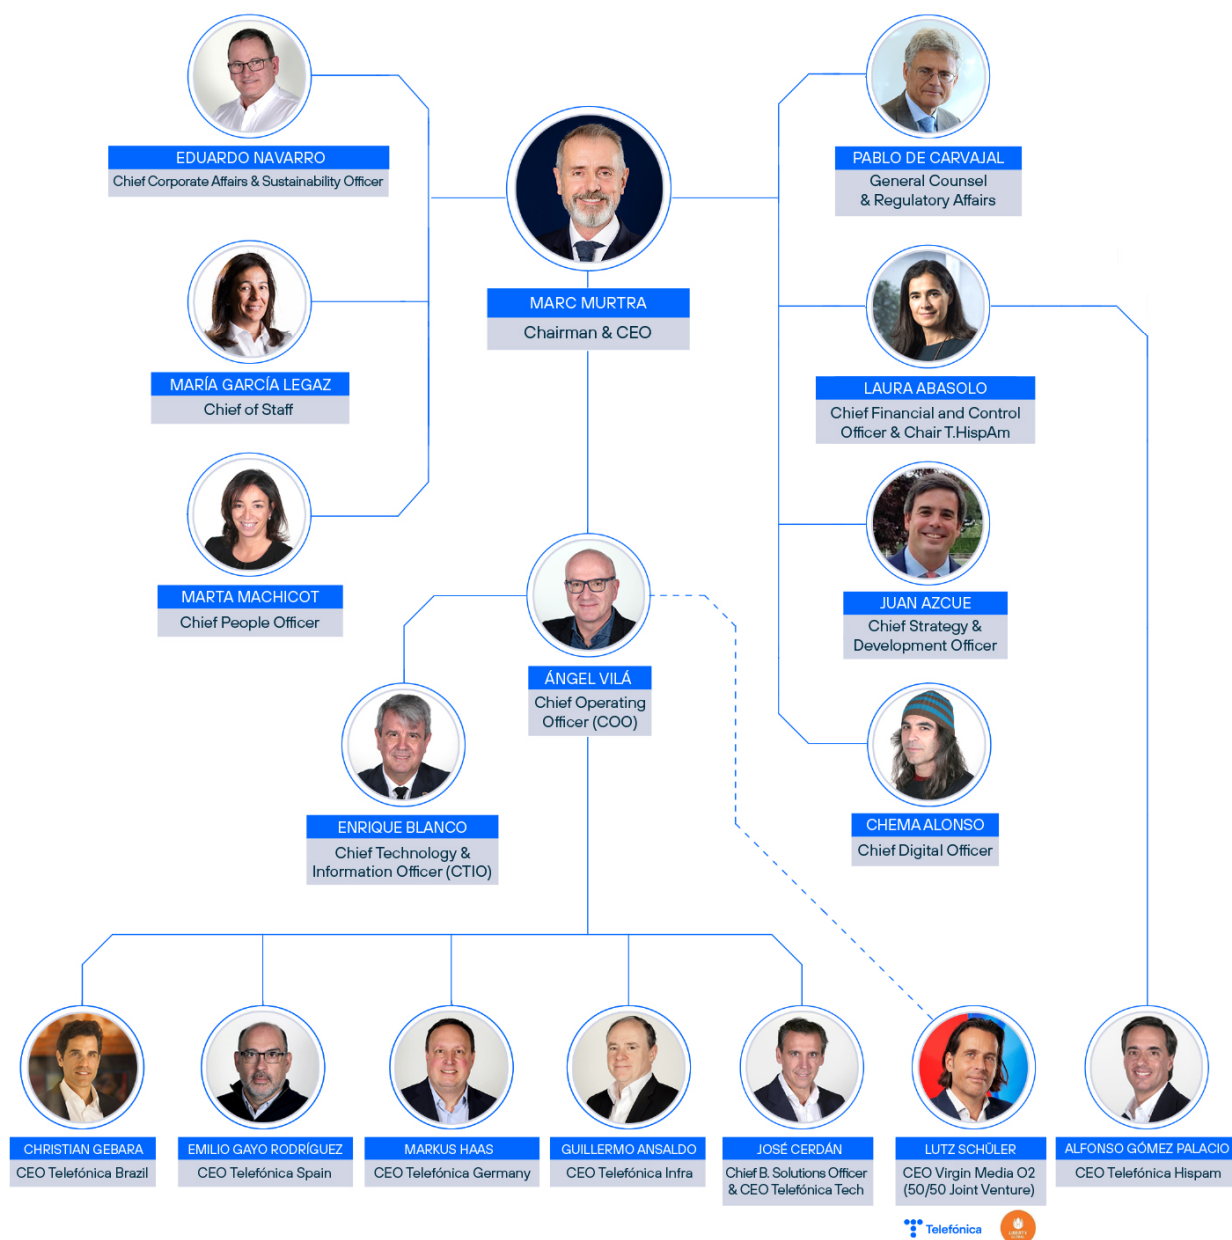 EDUARDO NAVARRO
Chief Corporate Affairs & Sustainability Officer
PABLO DE CARVAJAL
General Counsel
& Regulatory Affairs
MARC MURTRA
Chairman & CEO
MARÍA GARCÍA LEGAZ
Chief of Staff
LAURA ABASOLO
Chief Financial and Control
Officer & Chair T.HispAm
MARTA MACHICOT
Chief People Officer
JUAN AZCUE
Chief Strategy &
Development Officer
ÁNGEL VILÁ
Chief Operating
Officer (COO)
ENRIQUE BLANCO
Chief Technology &
Information Officer (CTIO)
CHEMA ALONSO
Chief Digital Officer
CHRISTIAN GEBARA
CEO Telefónica Brazil
EMILIO GAYO RODRÍGUEZ
CEO Telefónica Spain
MARKUS HAAS
CEO Telefónica Germany
GUILLERMO ANSALDO
CEO Telefónica Infra
JOSÉ CERDÁN
Chief B. Solutions Officer
& CEO Telefónica Tech
LUTZ SCHÜLER
CEO Virgin Media O2
(50/50 Joint Venture)
ALFONSO GÓMEZ PALACIO
CEO Telefónica Hispam
Telefónica
LIBERTY
GLOBAL